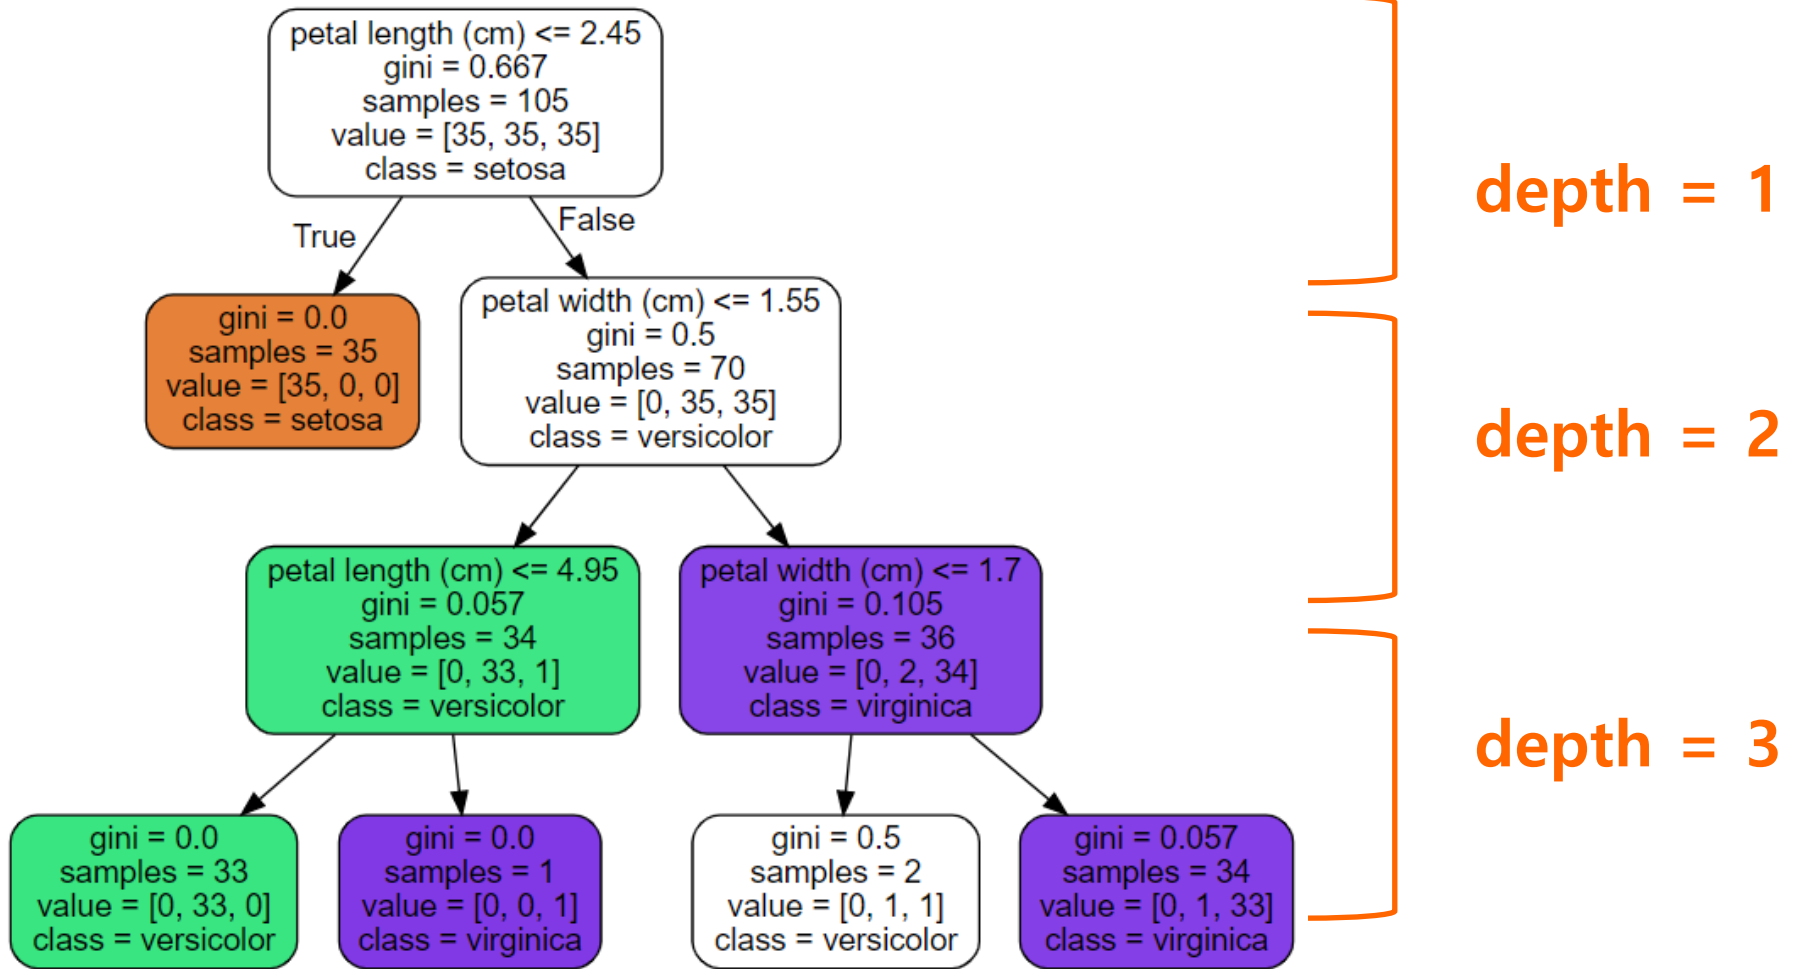 petal length (cm) <= 2.45
gini = 0.667
samples = 105
value = [35, 35, 35]
class = setosa
depth = 1
True
False
gini = 0.0
samples = 35
value = [35, 0, 0]
class = setosa
petal width (cm) <= 1.55
gini = 0.5
samples = 70
value = [0, 35, 35]
class = versicolor
depth = 2
petal length (cm) <= 4.95
gini = 0.057
samples = 34
value = [0, 33, 1]
class = versicolor
petal width (cm) <= 1.7
gini = 0.105
samples = 36
value = [0, 2, 34]
class = virginica
depth = 3
gini = 0.0
samples = 33
value = [0, 33, 0]
class = versicolor
gini = 0.0
samples = 1
value = [0, 0, 1]
class = virginica
gini = 0.5
samples = 2
value = [0, 1, 1]
class = versicolor
gini = 0.057
samples = 34
value = [0, 1, 33]
class = virginica